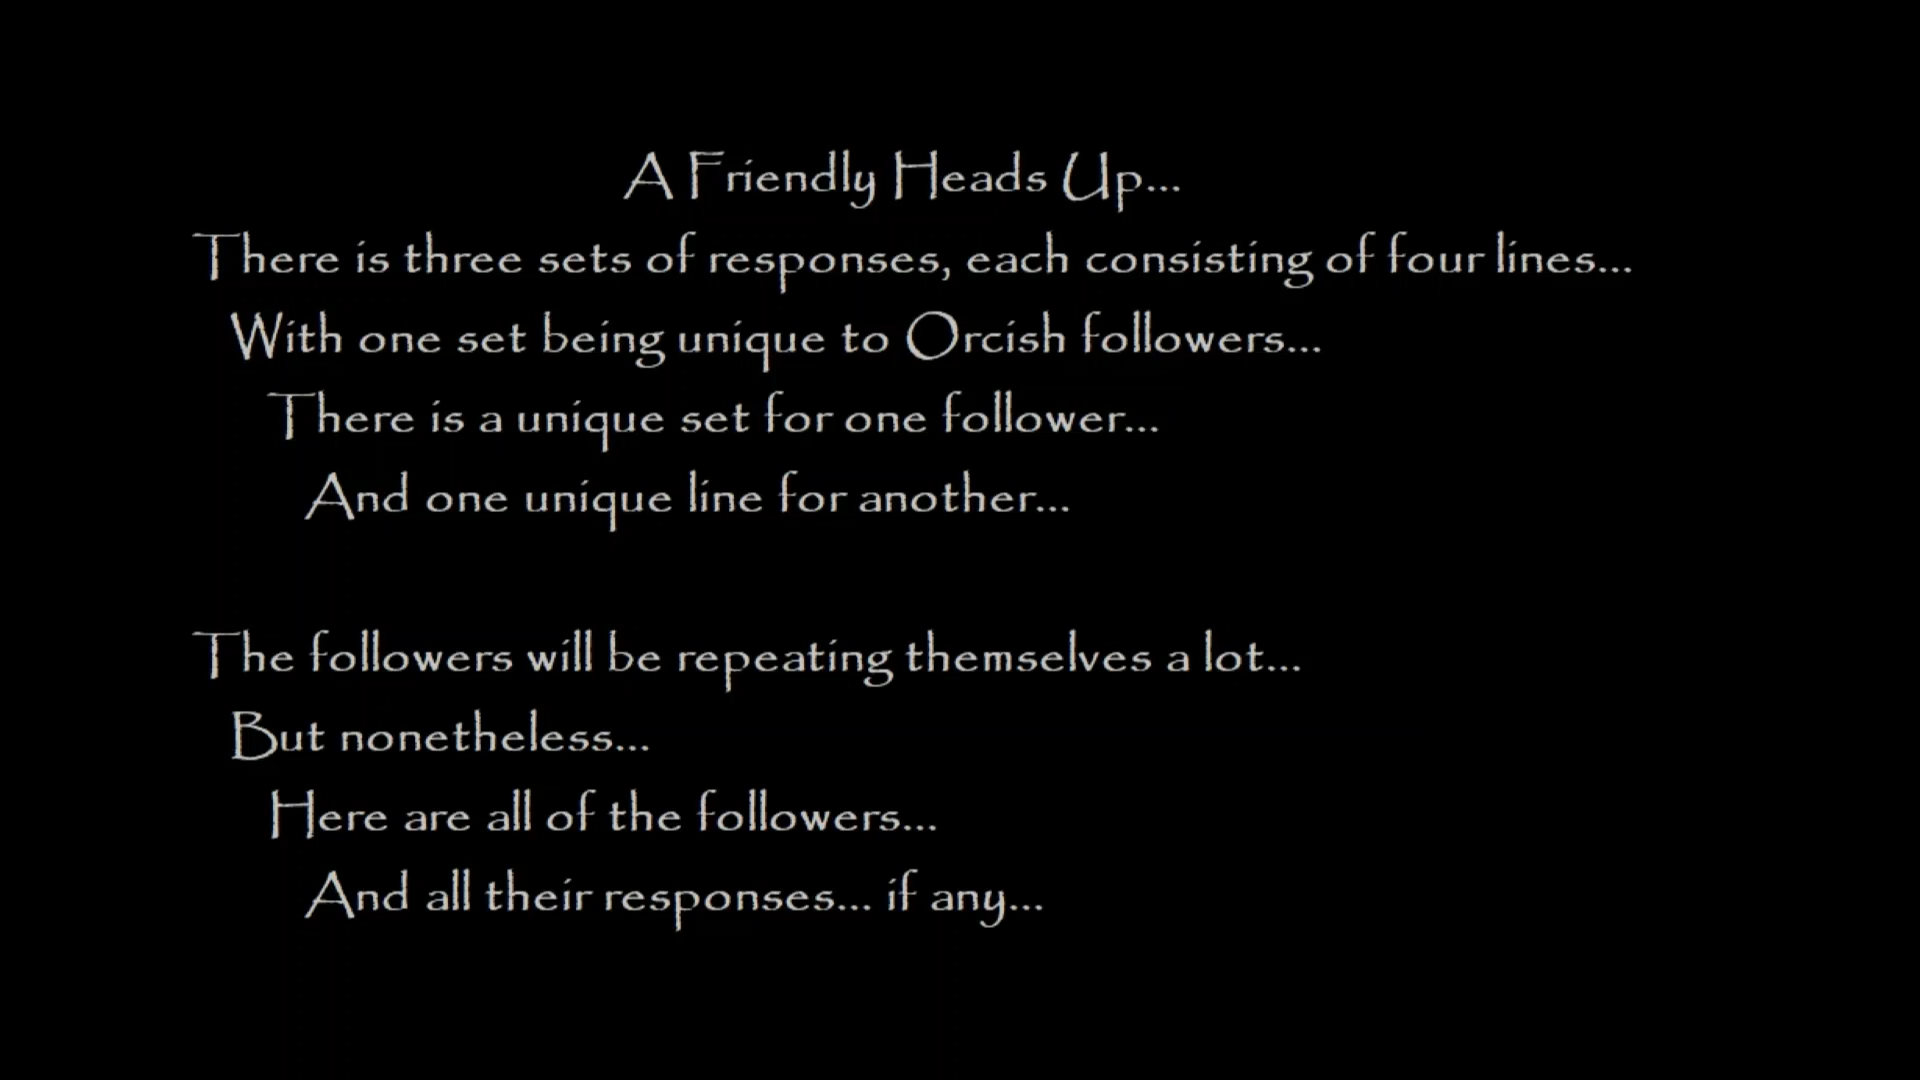 A Friendly Heads Up...
There is three sets of responses, each consisting of four lines...
With one set being unique to Orcish followers...
There is a unique set for one follower...
And one unique line for another...
The followers will be repeating themselves a lot...
But nonetheless...
Here are all of the followers...
And all their responses... if any...